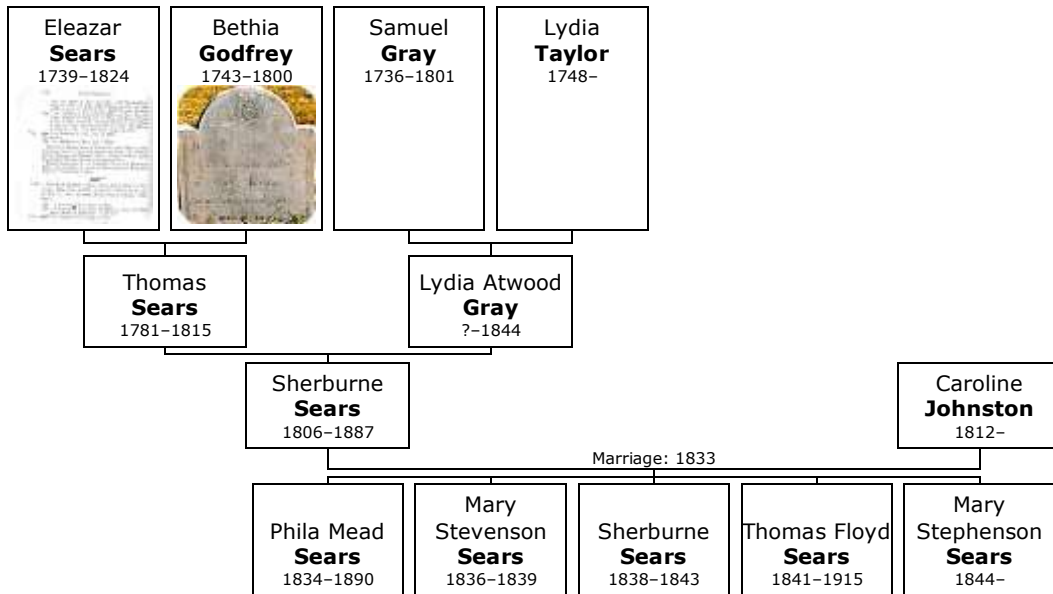 Eleazar
Sears
1739–1824
Bethia
Godfrey
1743–1800
Samuel
Gray
1736–1801
Lydia
Taylor
1748–
Thomas
Sears
1781–1815
Lydia Atwood
Gray
?–1844
Sherburne
Sears
1806–1887
Caroline
Johnston
1812–
Marriage: 1833
Phila Mead
Sears
1834–1890
Mary
Stevenson
Sears
1836–1839
Sherburne
Sears
1838–1843
Thomas Floyd
Sears
1841–1915
Mary
Stephenson
Sears
1844–